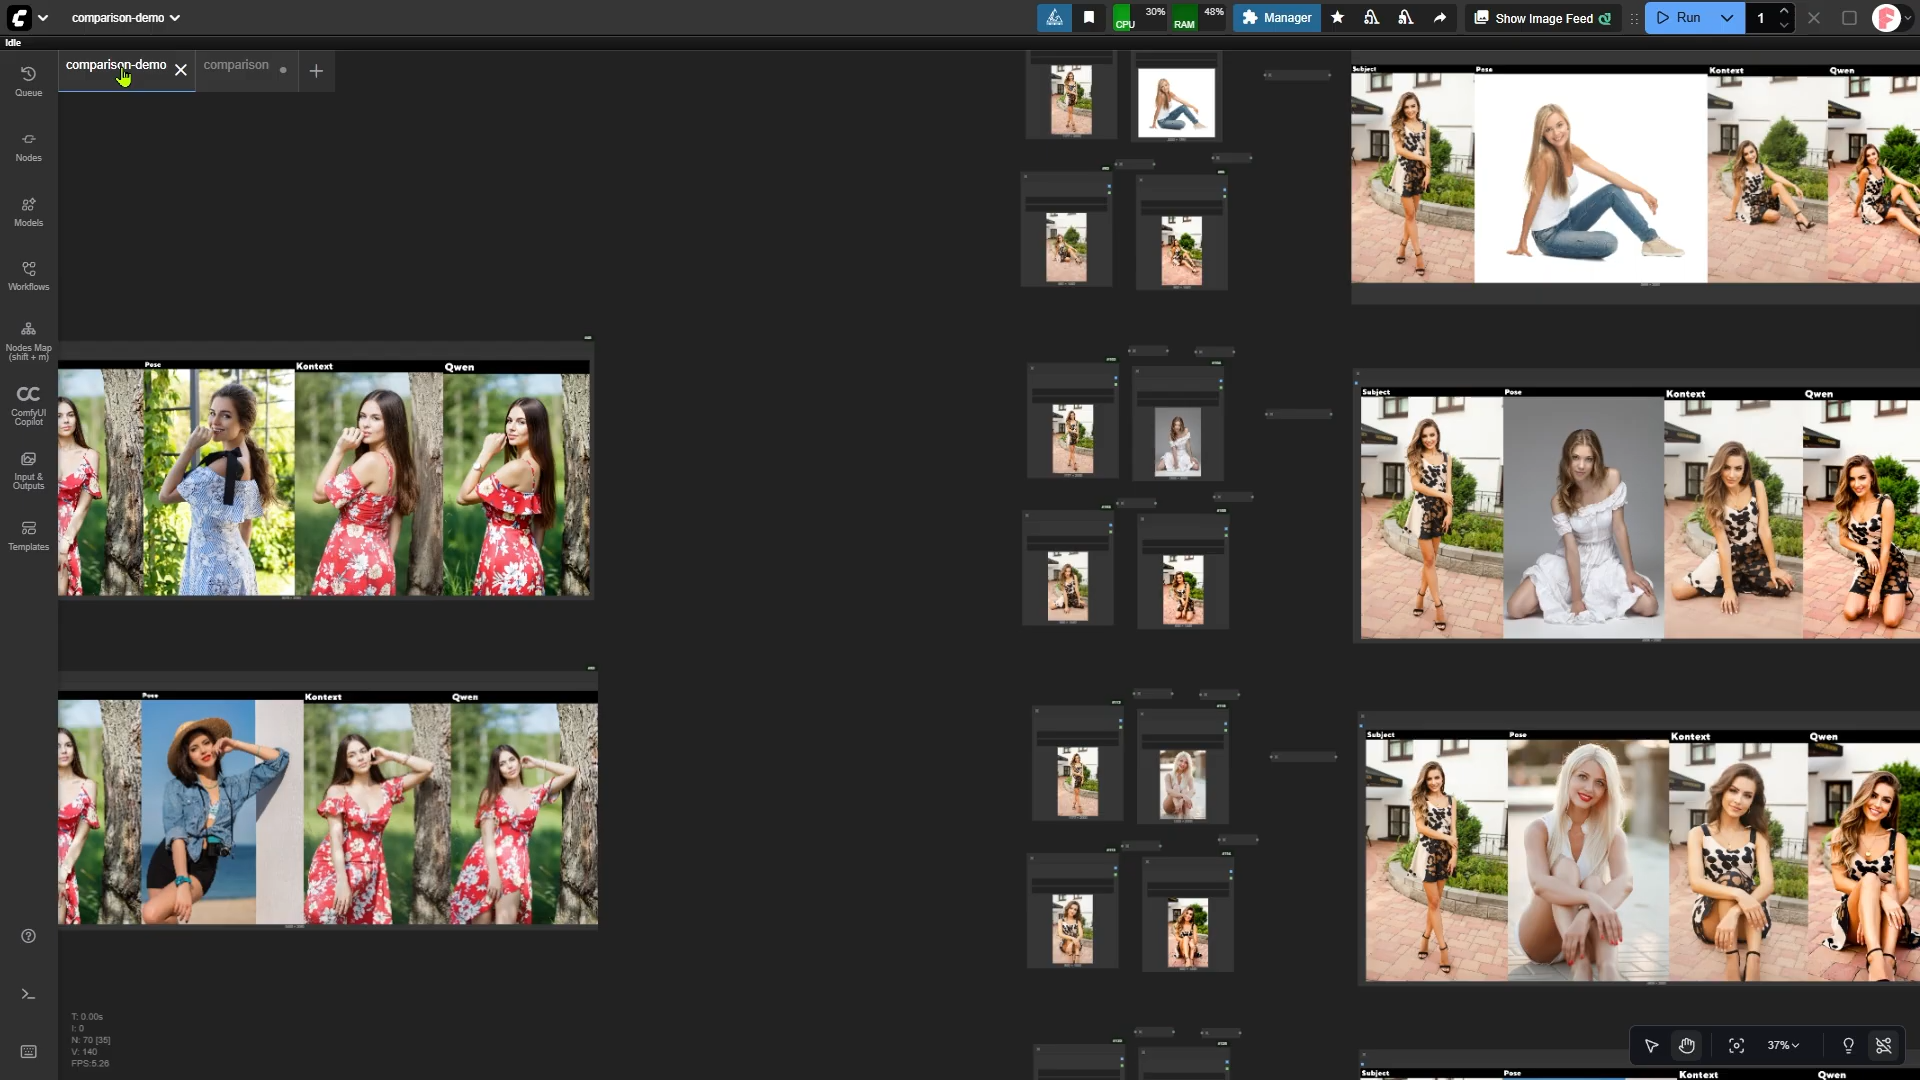 comparison-demo
CPU
30%
RAM
48%
Manager
Show Image Feed
Run
1
Idle
comparison-demo
comparison
Queue
Nodes
Models
Workflows
Nodes Map
(shift + m)
ComfyUI
Copilot
Input &
Outputs
Templates
Subject
Pose
Kontext
Qwen
Pose
Kontext
Qwen
Subject
Pose
Kontext
Qwen
Pose
Kontext
Qwen
Subject
Pose
Kontext
Qwen
Subject
Pose
Kontext
Qwen
T: 0.00s
I: 0
N: 70 [35]
V: 140
FPS:5.26
37%